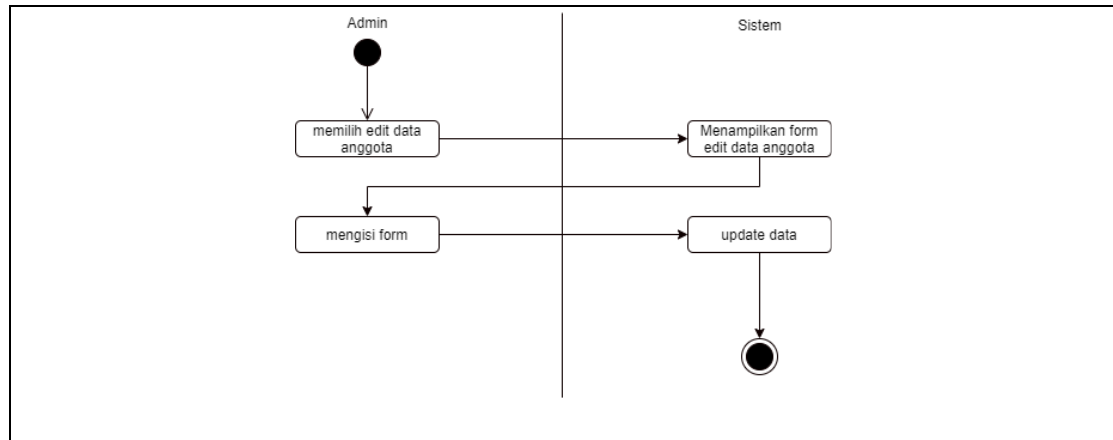 Admin
Sistem
memilih edit data
anggota
Menampilkan form
edit data anggota
mengisi form
update data